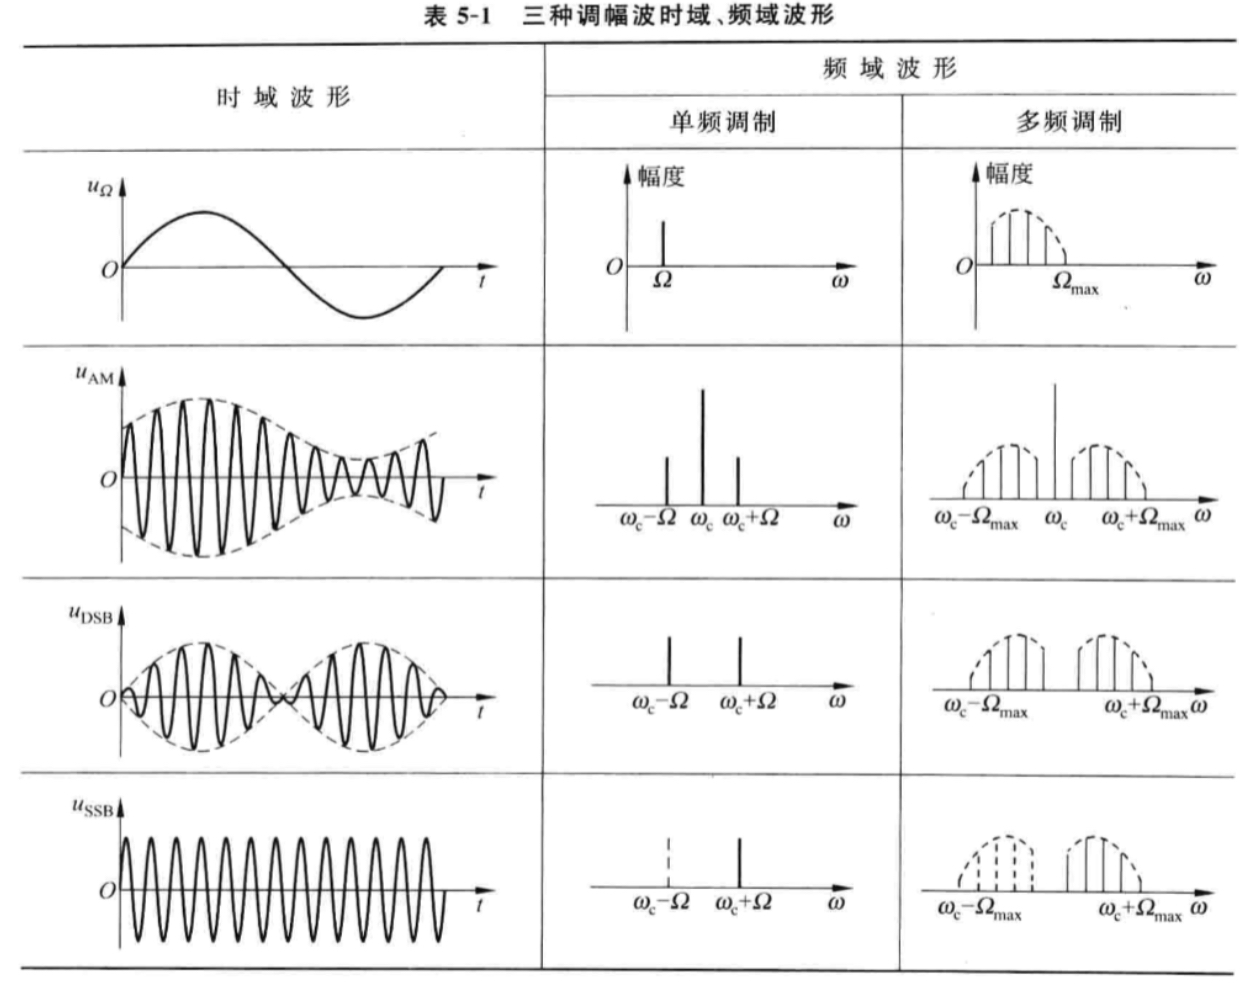 表 5-1 三种调幅波时域、频域波形
时域波形
频域波形
单频调制
多频调制
uΩ
O
t
幅度
O
Ω
ω
幅度
O
Ωmax
ω
uAM
O
t
ωc−Ω ωc ωc+Ω ω
ωc−Ωmax ωc ωc+Ωmax ω
uDSB
O
t
ωc−Ω ωc+Ω ω
ωc−Ωmax ωc+Ωmax ω
uSSB
O
t
ωc−Ω ωc+Ω ω
ωc−Ωmax ωc+Ωmax ω